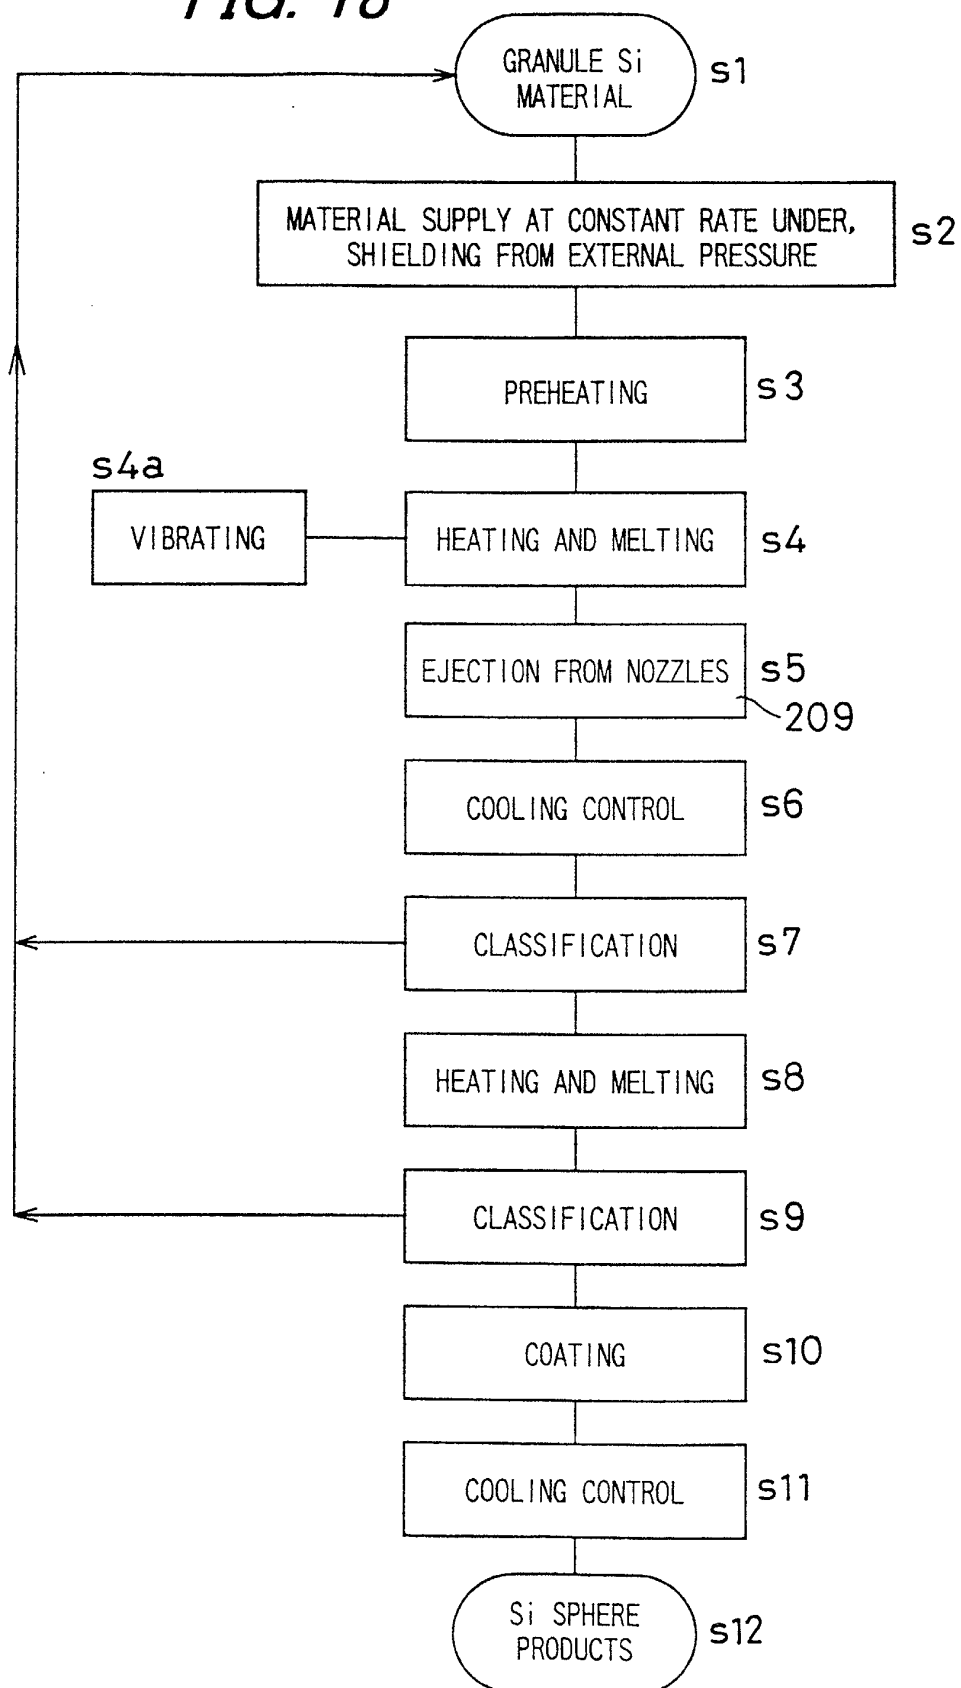 FIG. 18
GRANULE Si
MATERIAL
s1
MATERIAL SUPPLY AT CONSTANT RATE UNDER,
SHIELDING FROM EXTERNAL PRESSURE
s2
PREHEATING
s3
s4a
VIBRATING
HEATING AND MELTING
s4
EJECTION FROM NOZZLES
s5
209
COOLING CONTROL
s6
CLASSIFICATION
s7
HEATING AND MELTING
s8
CLASSIFICATION
s9
COATING
s10
COOLING CONTROL
s11
Si SPHERE
PRODUCTS
s12